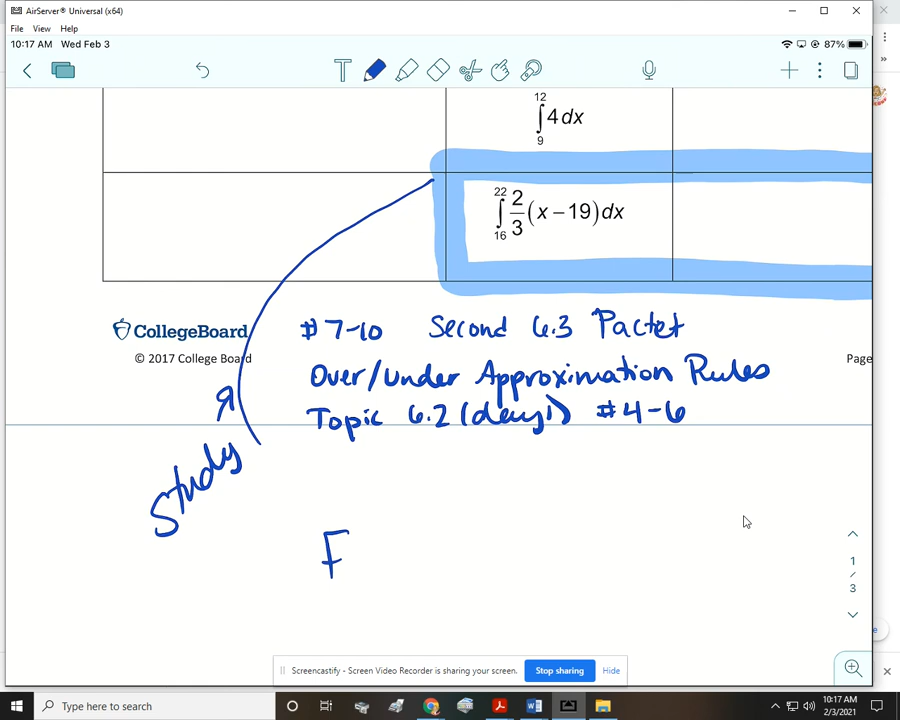 AirServer® Universal (x64)
File View Help
10:17 AM Wed Feb 3
87%
12
∫ 4 dx
9
22
∫ 2/3 (x – 19) dx
16
CollegeBoard
© 2017 College Board
Page
#7-10 Second 6.3 Packet
Over/Under Approximation Rules
Topic 6.2 (day 1) #4-6
Study
F
1
/
3
Screencastify - Screen Video Recorder is sharing your screen.
Stop sharing
Hide
Type here to search
10:17 AM
2/3/2021